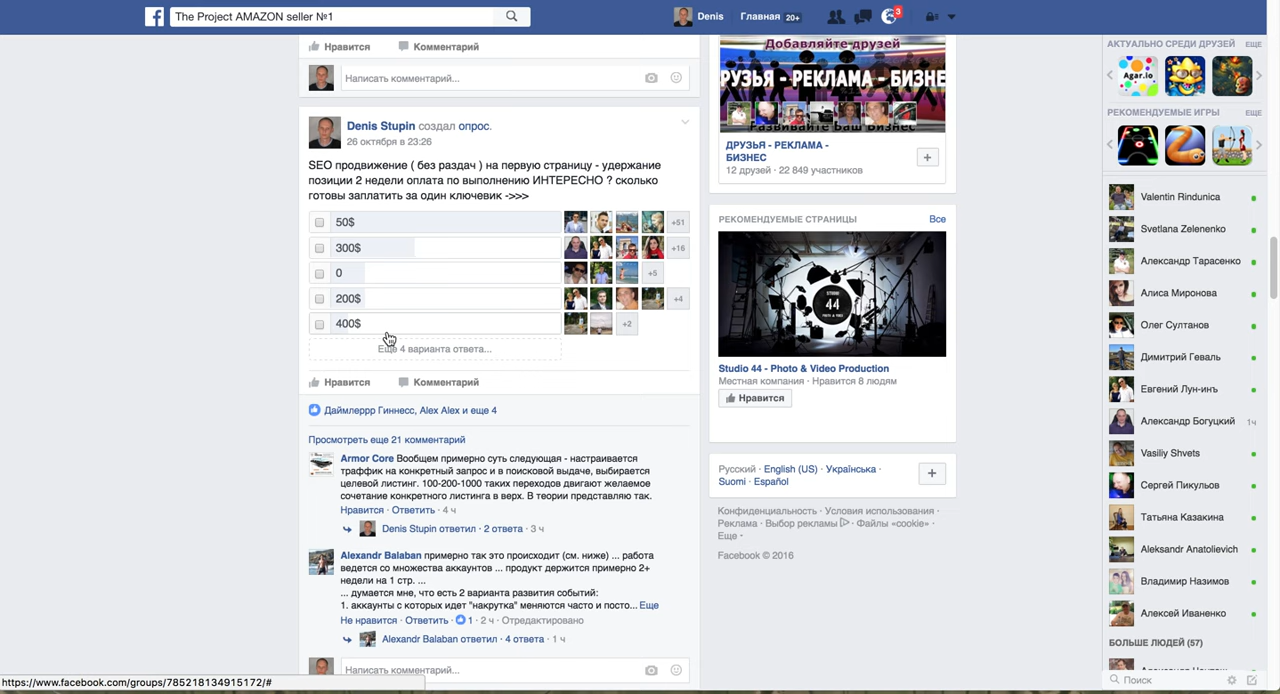 The Project AMAZON seller №1
Denis
Главная 20+
3
Нравится Комментарий
Написать комментарий...
Denis Stupin создал опрос.
26 октября в 23:26
SEO продвижение ( без раздач ) на первую страницу - удержание
позиции 2 недели оплата по выполнению ИНТЕРЕСНО ? сколько
готовы заплатить за один ключевик ->>>
50$ +51
300$ +16
0 +5
200$ +4
400$ +2
Еще 4 варианта ответа...
Нравится Комментарий
Даймлеррр Гиннесс, Alex Alex и еще 4
Просмотреть еще 21 комментарий
Armor Core Вообщем примерно суть следующая - настраивается
траффик на конкретный запрос и в поисковой выдаче, выбирается
целевой листинг. 100-200-1000 таких переходов двигают желаемое
сочетание конкретного листинга в верх. В теории представляю так.
Нравится · Ответить · 4 ч
Denis Stupin ответил · 2 ответа · 3 ч
Alexandr Balaban примерно так это происходит (см. ниже) ... работа
ведется со множества аккаунтов ... продукт держится примерно 2+
недели на 1 стр. ...
... думается мне, что есть 2 варианта развития событий:
1. аккаунты с которых идет "накрутка" меняются часто и посто... Еще
Не нравится · Ответить · 1 · 2 ч · Отредактировано
Alexandr Balaban ответил · 4 ответа · 1 ч
Написать комментарий...
https://www.facebook.com/groups/785218134915172/#
Добавляйте друзей
РУЗЬЯ - РЕКЛАМА - БИЗНЕ
Развивайте Ваш Бизнес
ДРУЗЬЯ - РЕКЛАМА -
БИЗНЕС
12 друзей · 22 849 участников
РЕКОМЕНДУЕМЫЕ СТРАНИЦЫ Все
STUDIO
44
PHOTO & VIDEO
Studio 44 - Photo & Video Production
Местная компания · Нравится 8 людям
Нравится
Русский · English (US) · Українська ·
Suomi · Español
Конфиденциальность · Условия использования ·
Реклама · Выбор рекламы · Файлы «cookie» ·
Еще
Facebook © 2016
АКТУАЛЬНО СРЕДИ ДРУЗЕЙ ЕЩЕ
Agar.io
РЕКОМЕНДУЕМЫЕ ИГРЫ ЕЩЕ
Valentin Rindunica
Svetlana Zelenenko
Александр Тарасенко
Алиса Миронова
Олег Султанов
Димитрий Геваль
Евгений Лун-инъ
Александр Богуцкий 1ч
Vasiliy Shvets
Сергей Пикульов
Татьяна Казакина
Aleksandr Anatolievich
Владимир Назимов
Алексей Иваненко
БОЛЬШЕ ЛЮДЕЙ (57)
Поиск